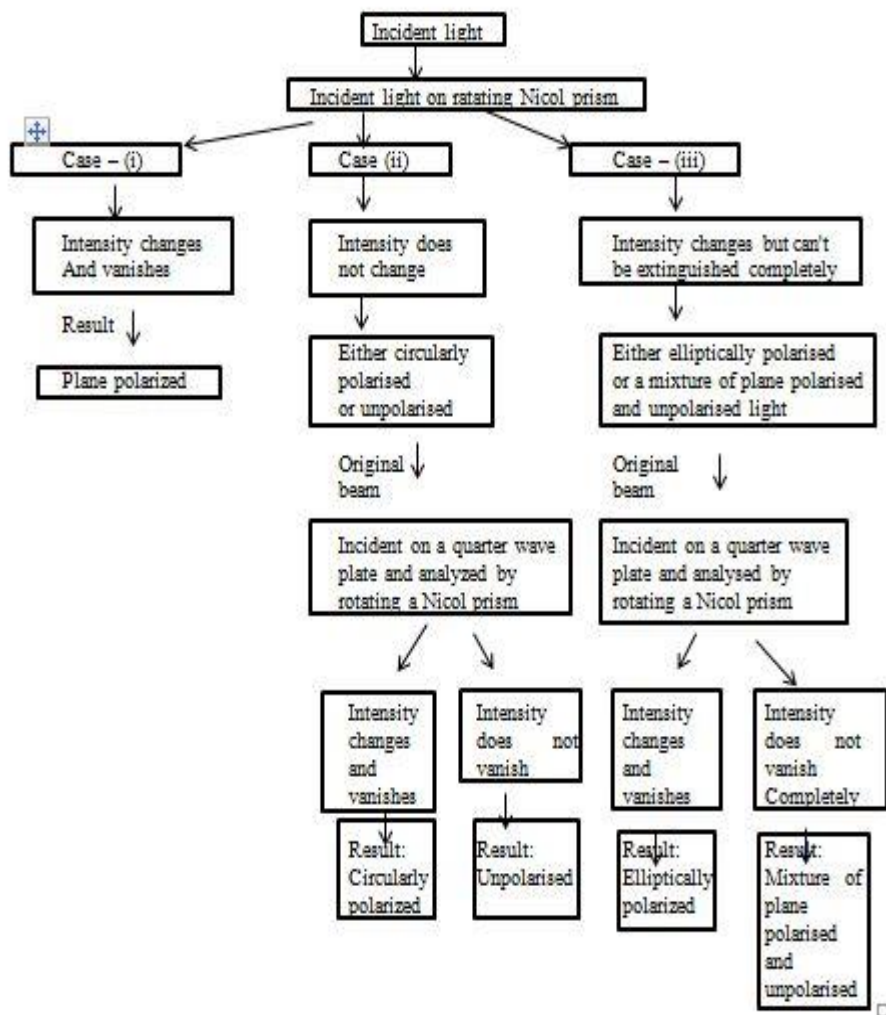 Incident light
Incident light on ratating Nicol prism
Case – (i)
Case (ii)
Case – (iii)
Intensity changes
And vanishes
Intensity does
not change
Intensity changes but can't
be extinguished completely
Result
Plane polarized
Either circularly
polarised
or unpolarised
Either elliptically polarised
or a mixture of plane polarised
and unpolarised light
Original
beam
Original
beam
Incident on a quarter wave
plate and analyzed by
rotating a Nicol prism
Incident on a quarter wave
plate and analysed by
rotating a Nicol prism
Intensity
changes
and
vanishes
Intensity
does not
vanish
Intensity
changes
and
vanishes
Intensity
does not
vanish
Completely
Result:
Circularly
polarized
Result:
Unpolarised
Result:
Elliptically
polarized
Result:
Mixture of
plane
polarised
and
unpolarised